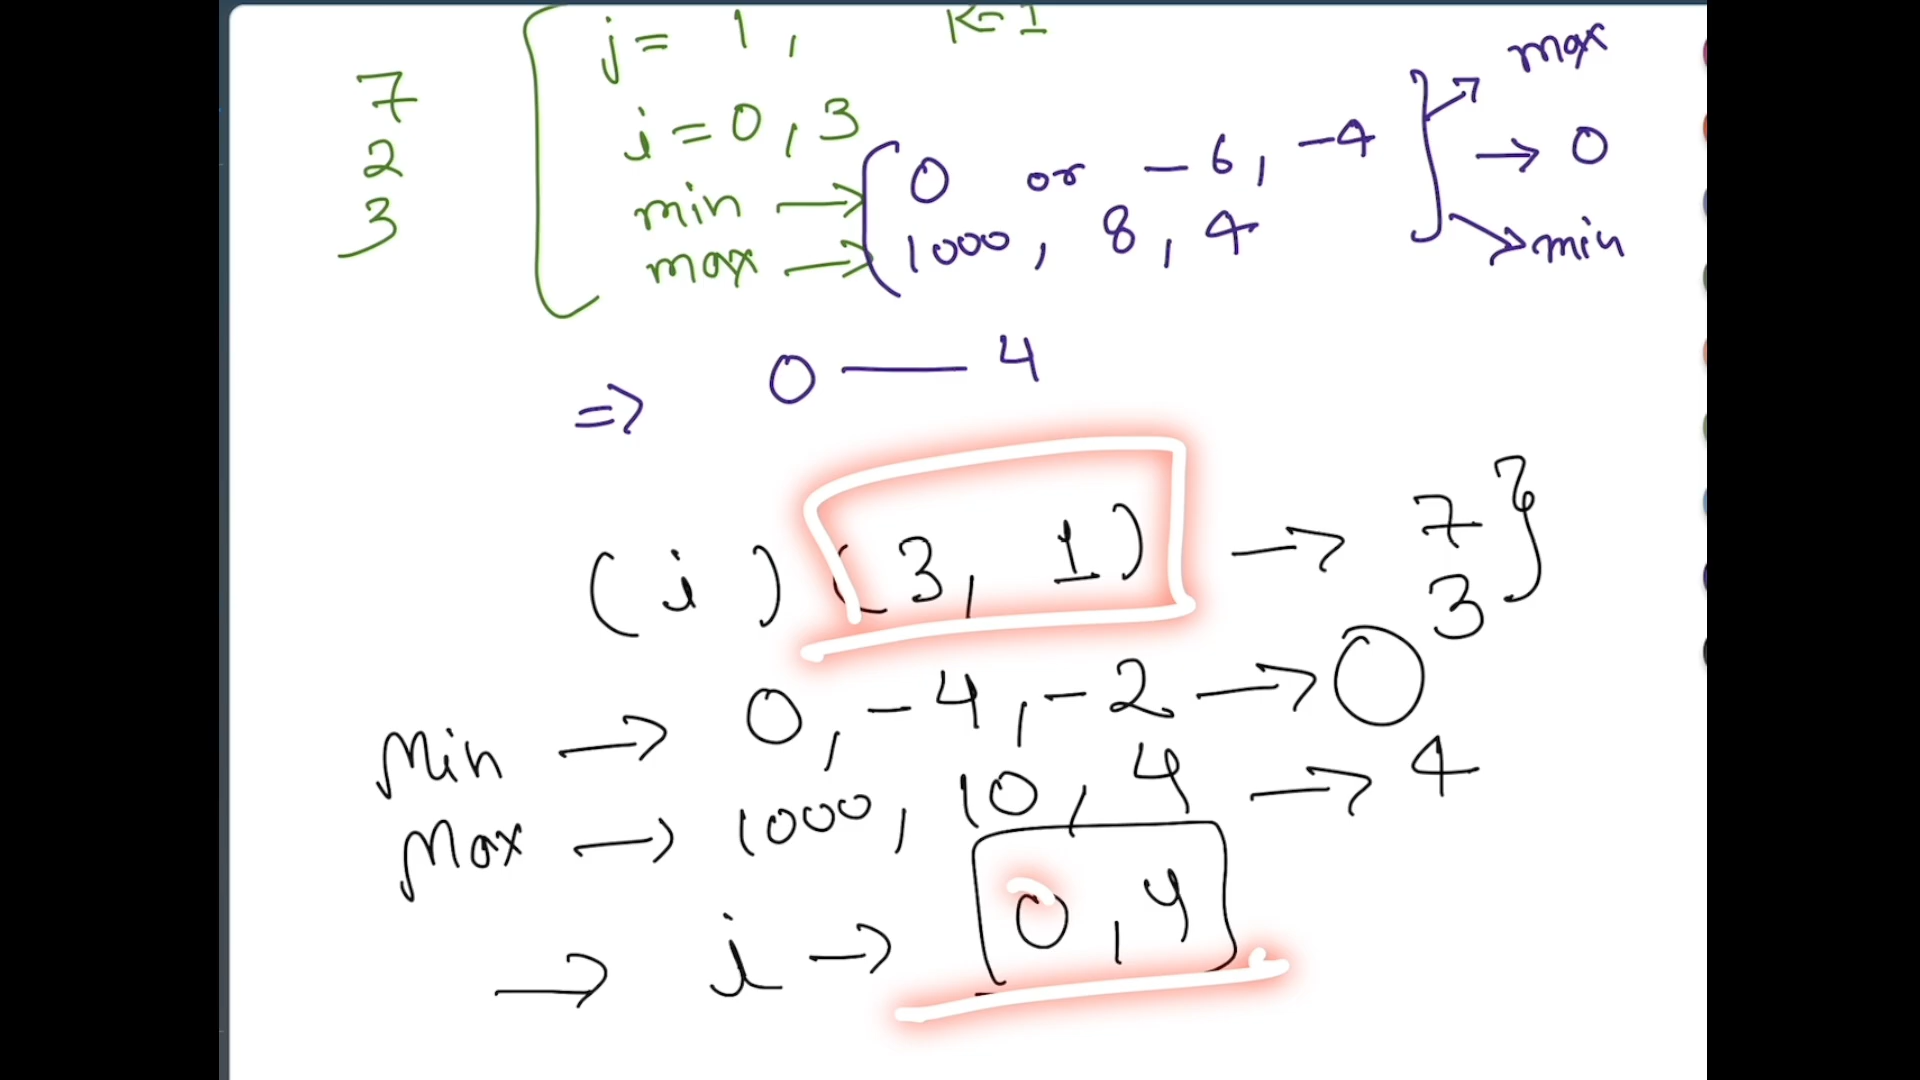 j = 1, K=1
7
2
3
i = 0, 3
min → 0 or -6, -4
max → 1000, 8, 4
→ max
→ 0
→ min
=> 0 — 4
(i) (3, 1) → 7
3
Min → 0, -4, -2 → 0
Max → 1000, 10, 4 → 4
→ i → 0, 4